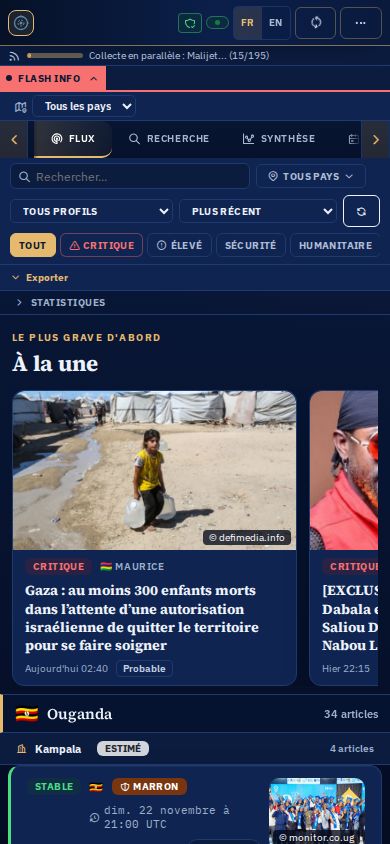 FR EN
Collecte en parallèle : Malijet... (15/195)
FLASH INFO
Tous les pays
FLUX RECHERCHE SYNTHÈSE
Rechercher... TOUS PAYS
TOUS PROFILS PLUS RÉCENT
TOUT CRITIQUE ÉLEVÉ SÉCURITÉ HUMANITAIRE
Exporter
STATISTIQUES
LE PLUS GRAVE D'ABORD
À la une
© defimedia.info
CRITIQUE MAURICE
Gaza : au moins 300 enfants morts
dans l'attente d'une autorisation
israélienne de quitter le territoire
pour se faire soigner
Aujourd'hui 02:40 Probable
CRITIQUE
[EXCLUS
Dabala e
Saliou D
Nabou L
Hier 22:15
Ouganda 34 articles
Kampala ESTIMÉ 4 articles
STABLE MARRON
dim. 22 novembre à
21:00 UTC
© monitor.co.ug